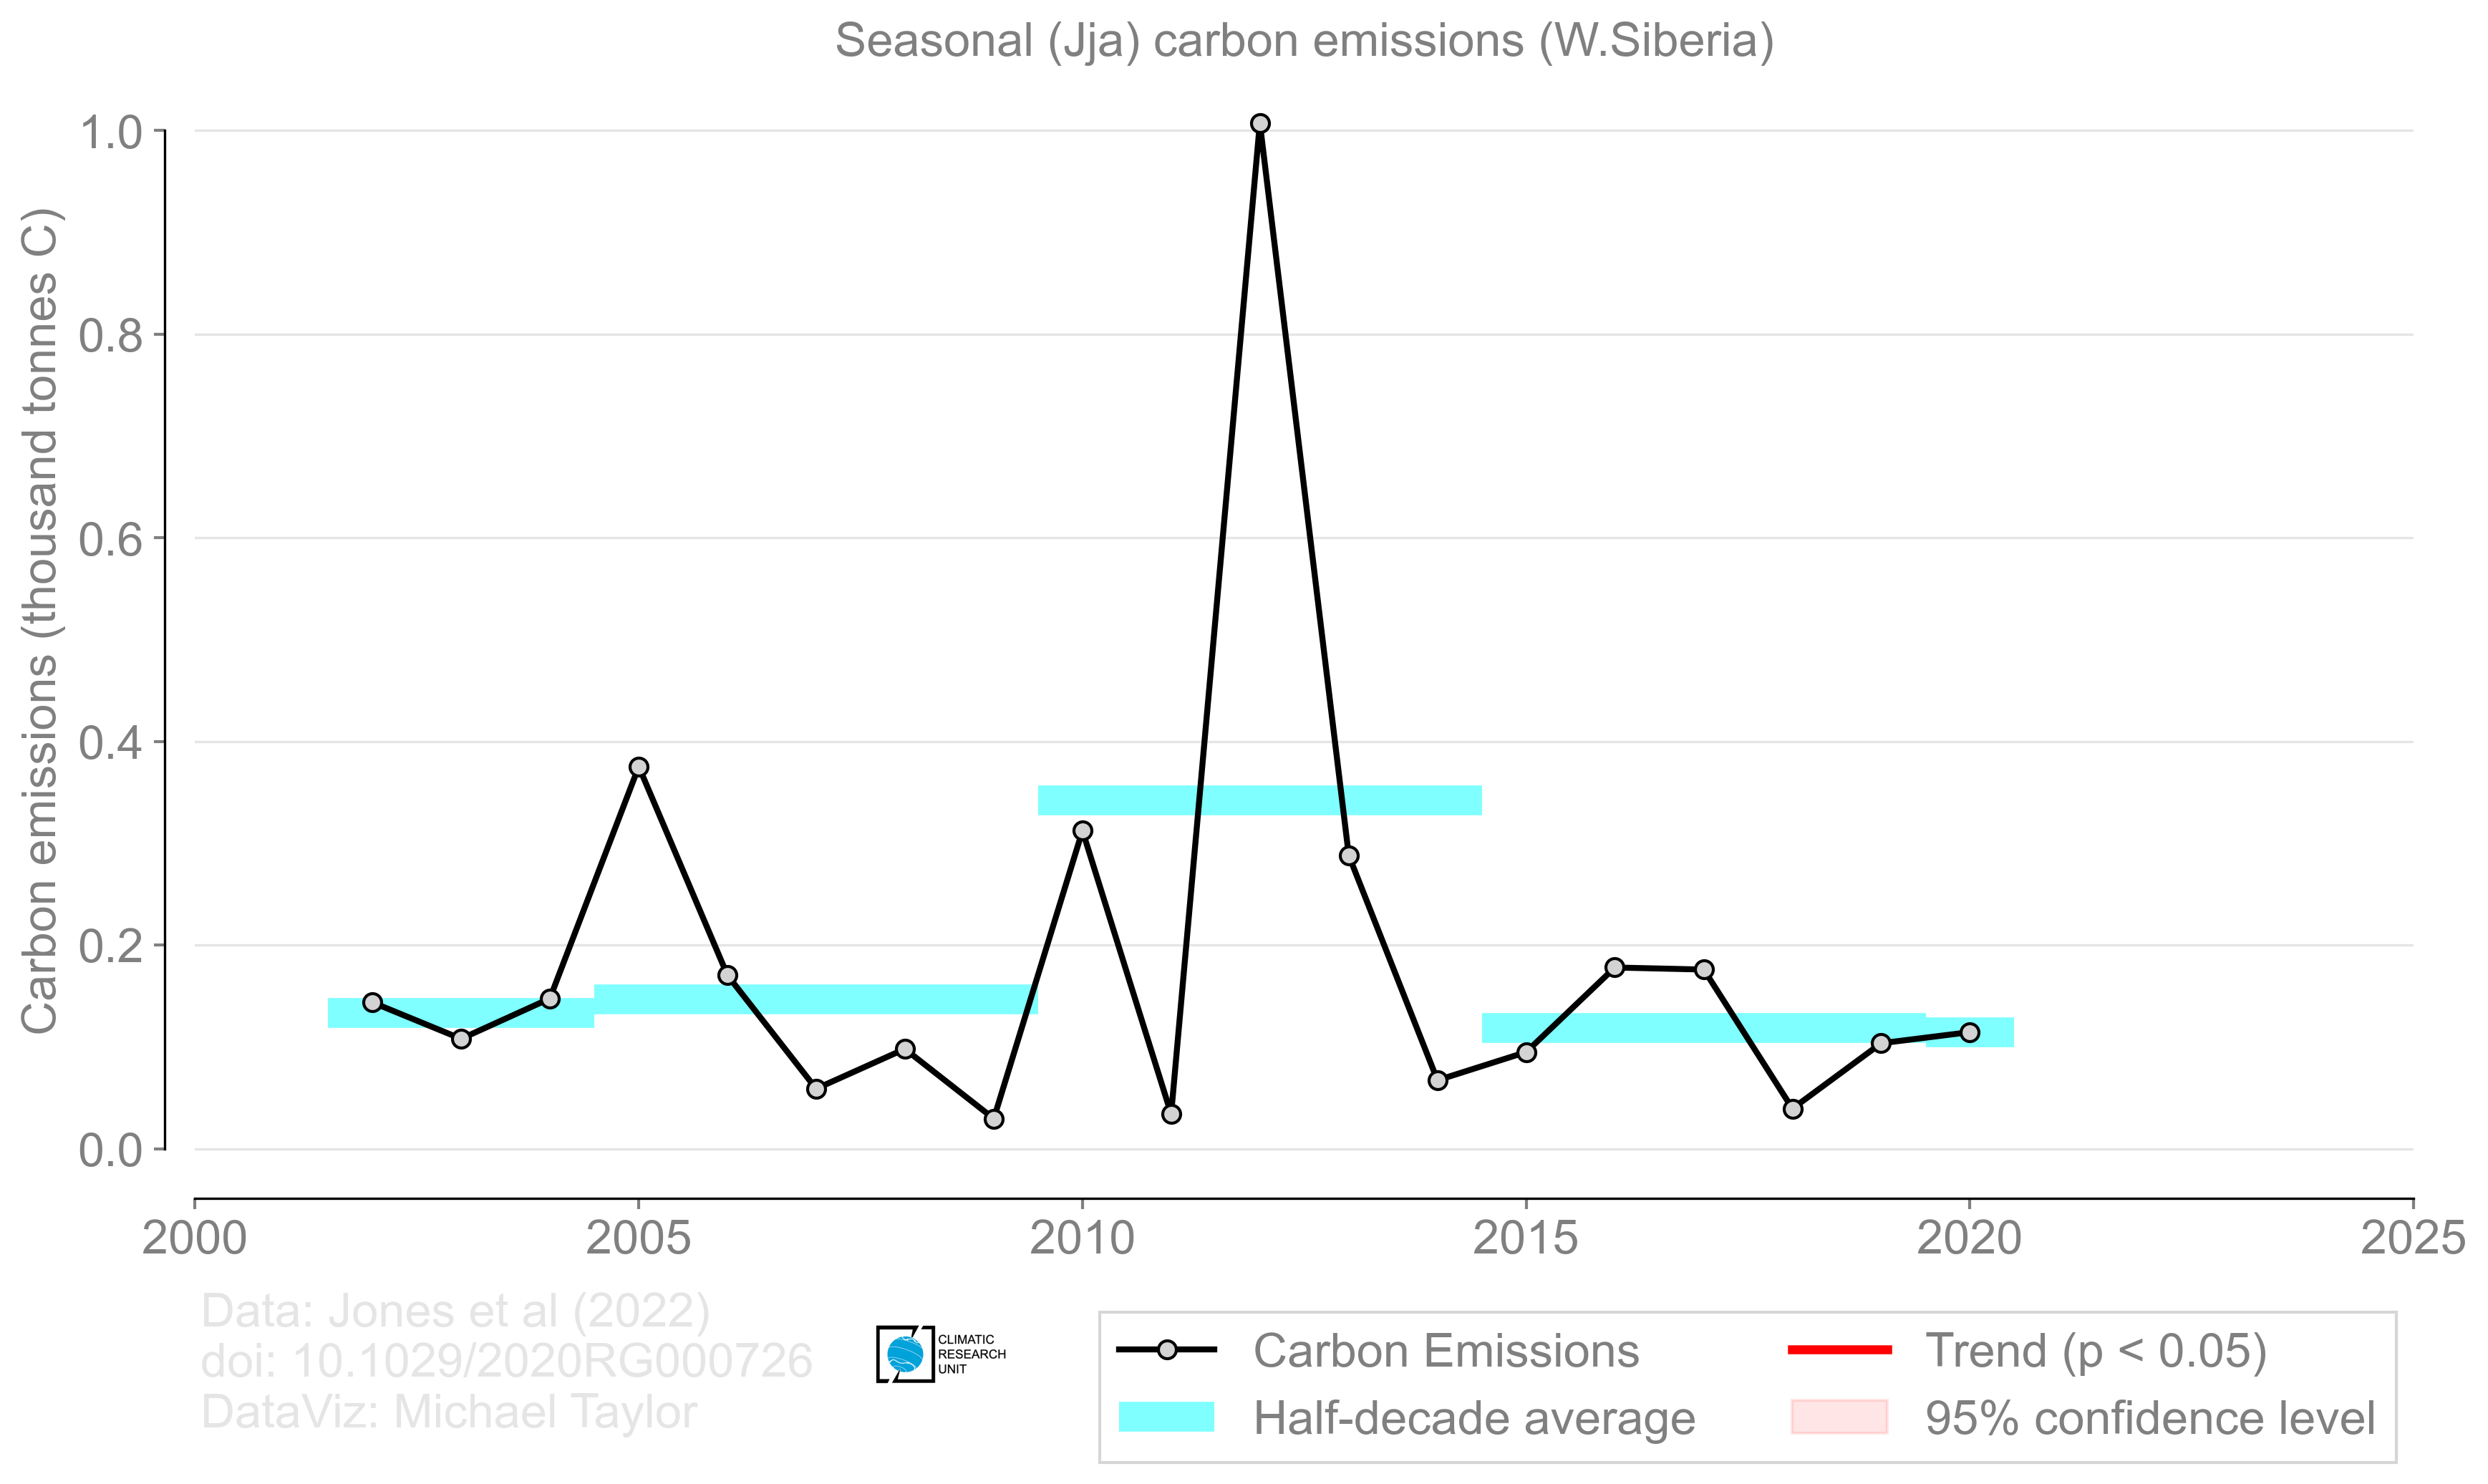 Seasonal (Jja) carbon emissions (W.Siberia)
Carbon emissions (thousand tonnes C)
1.0
0.8
0.6
0.4
0.2
0.0
2000 2005 2010 2015 2020 2025
Data: Jones et al (2022)
doi: 10.1029/2020RG000726
DataViz: Michael Taylor
CLIMATIC
RESEARCH
UNIT
Carbon Emissions
Half-decade average
Trend (p < 0.05)
95% confidence level